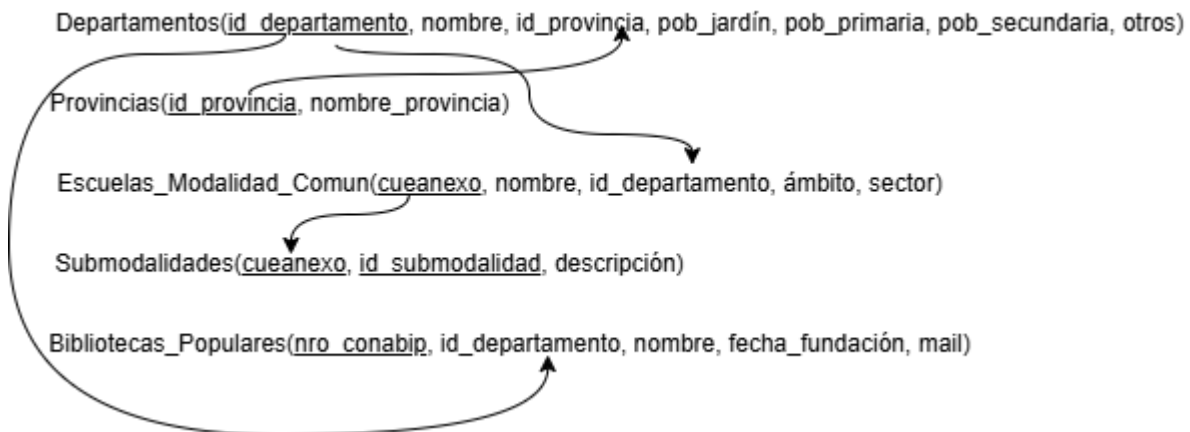 Departamentos(id_departamento, nombre, id_provincia, pob_jardín, pob_primaria, pob_secundaria, otros)
Provincias(id_provincia, nombre_provincia)
Escuelas_Modalidad_Comun(cueanexo, nombre, id_departamento, ámbito, sector)
Submodalidades(cueanexo, id_submodalidad, descripción)
Bibliotecas_Populares(nro_conabip, id_departamento, nombre, fecha_fundación, mail)